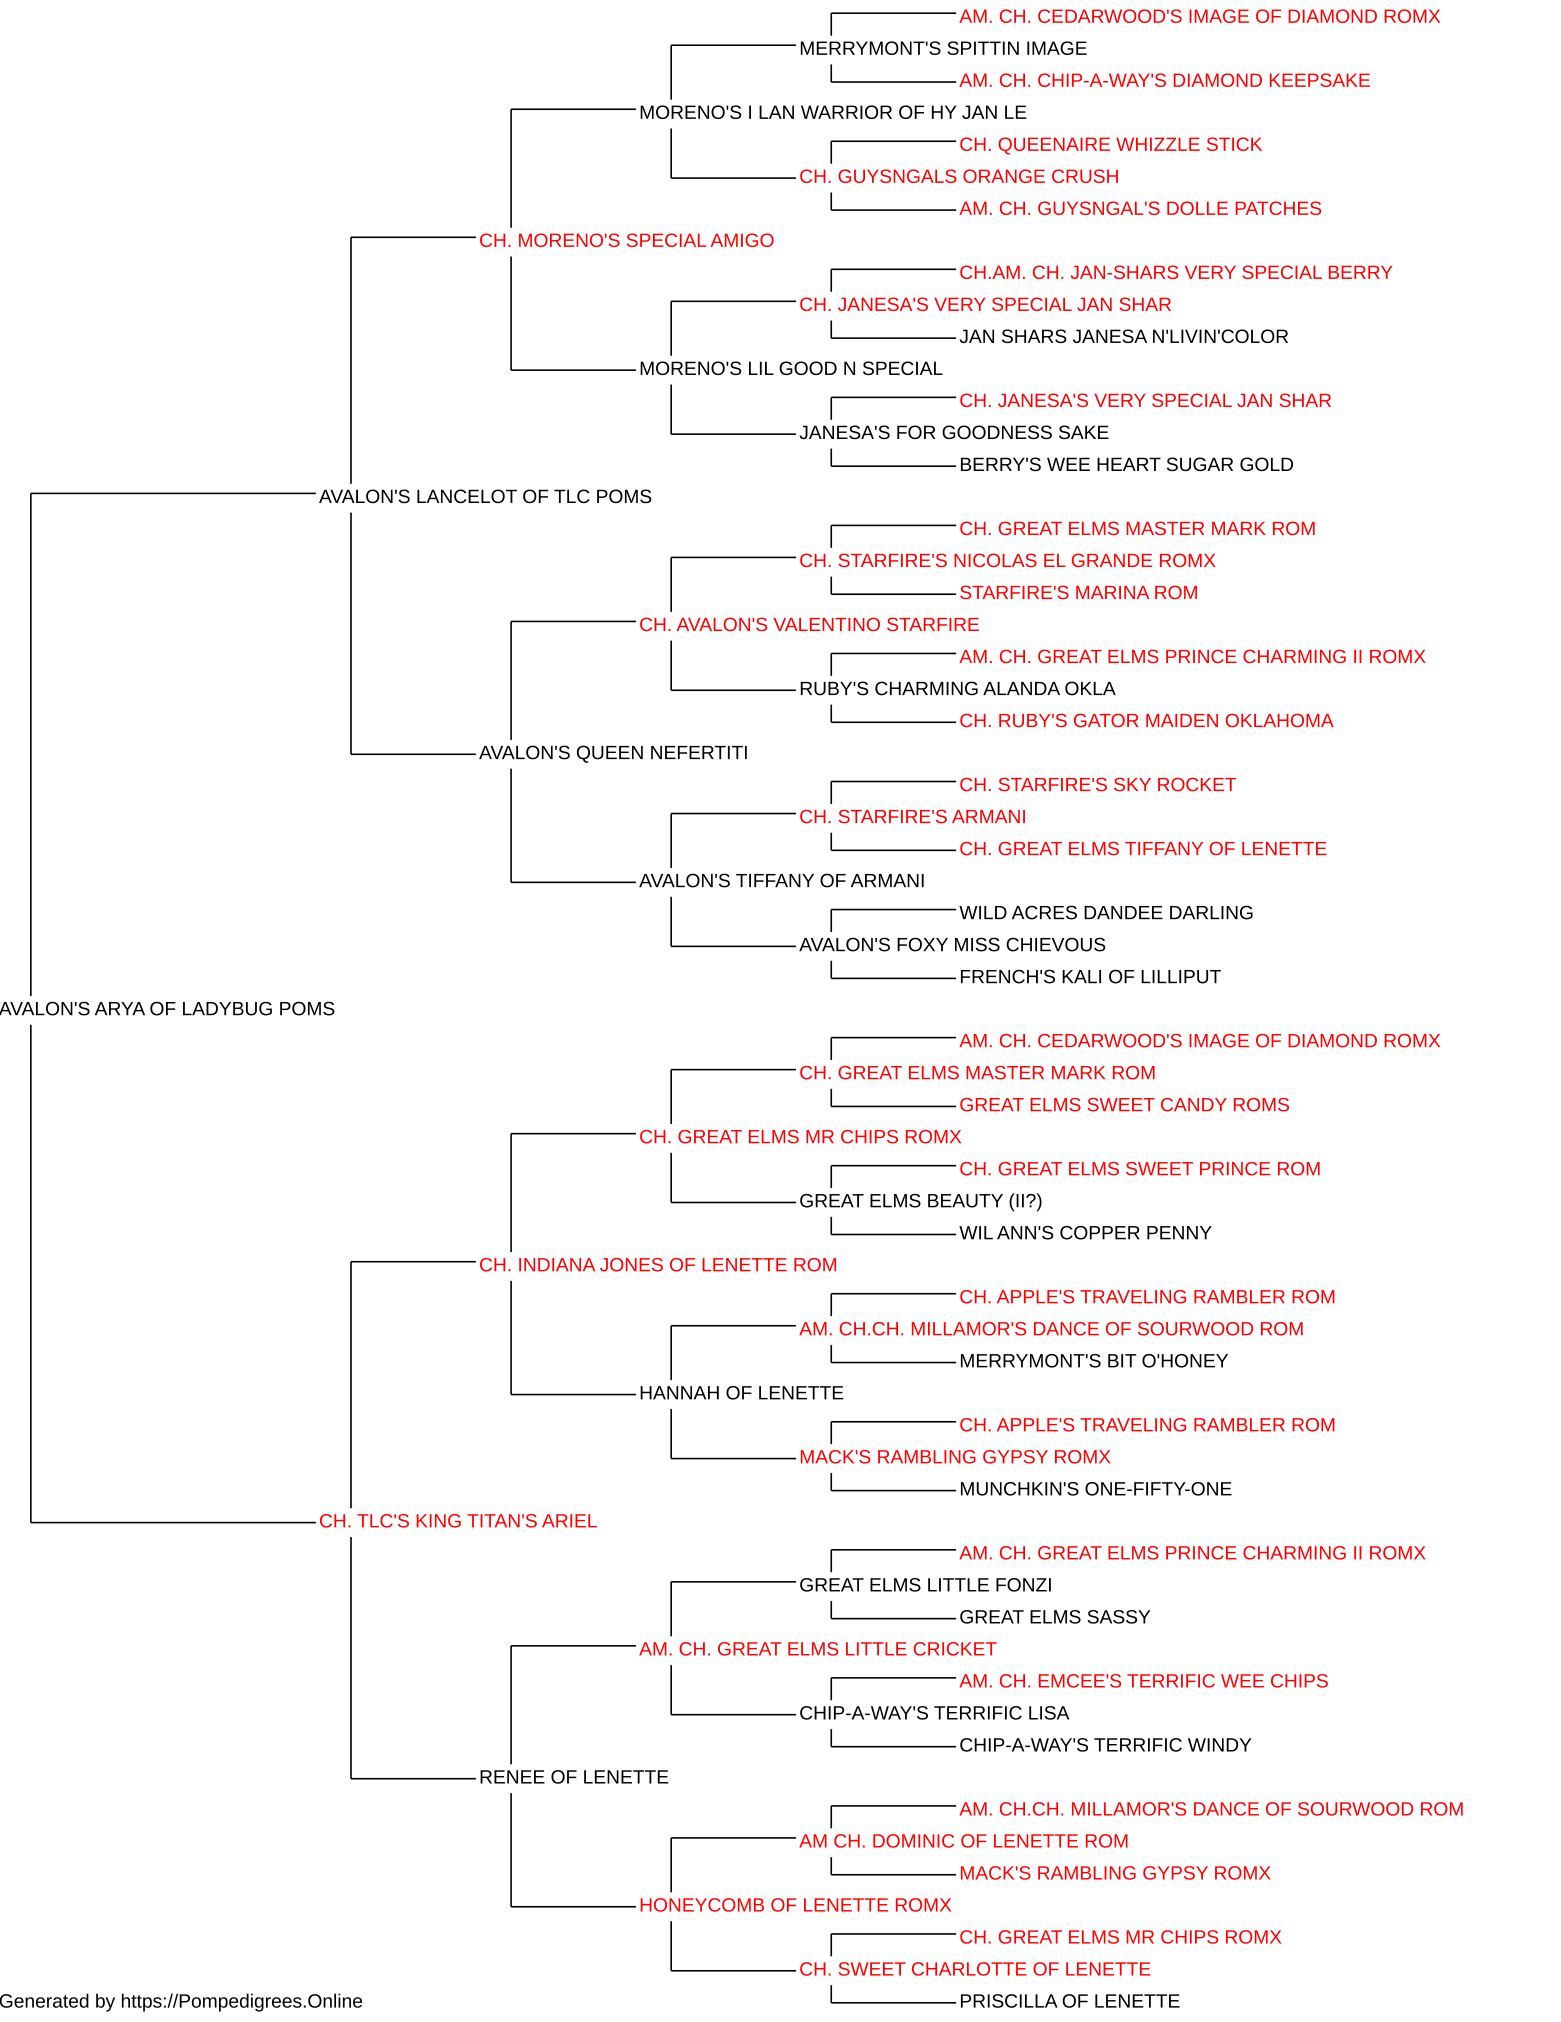 AM. CH. CEDARWOOD'S IMAGE OF DIAMOND ROMX
MERRYMONT'S SPITTIN IMAGE
AM. CH. CHIP-A-WAY'S DIAMOND KEEPSAKE
MORENO'S I LAN WARRIOR OF HY JAN LE
CH. QUEENAIRE WHIZZLE STICK
CH. GUYSNGALS ORANGE CRUSH
AM. CH. GUYSNGAL'S DOLLE PATCHES
CH. MORENO'S SPECIAL AMIGO
CH.AM. CH. JAN-SHARS VERY SPECIAL BERRY
CH. JANESA'S VERY SPECIAL JAN SHAR
JAN SHARS JANESA N'LIVIN'COLOR
MORENO'S LIL GOOD N SPECIAL
CH. JANESA'S VERY SPECIAL JAN SHAR
JANESA'S FOR GOODNESS SAKE
BERRY'S WEE HEART SUGAR GOLD
AVALON'S LANCELOT OF TLC POMS
CH. GREAT ELMS MASTER MARK ROM
CH. STARFIRE'S NICOLAS EL GRANDE ROMX
STARFIRE'S MARINA ROM
CH. AVALON'S VALENTINO STARFIRE
AM. CH. GREAT ELMS PRINCE CHARMING II ROMX
RUBY'S CHARMING ALANDA OKLA
CH. RUBY'S GATOR MAIDEN OKLAHOMA
AVALON'S QUEEN NEFERTITI
CH. STARFIRE'S SKY ROCKET
CH. STARFIRE'S ARMANI
CH. GREAT ELMS TIFFANY OF LENETTE
AVALON'S TIFFANY OF ARMANI
WILD ACRES DANDEE DARLING
AVALON'S FOXY MISS CHIEVOUS
FRENCH'S KALI OF LILLIPUT
AVALON'S ARYA OF LADYBUG POMS
AM. CH. CEDARWOOD'S IMAGE OF DIAMOND ROMX
CH. GREAT ELMS MASTER MARK ROM
GREAT ELMS SWEET CANDY ROMS
CH. GREAT ELMS MR CHIPS ROMX
CH. GREAT ELMS SWEET PRINCE ROM
GREAT ELMS BEAUTY (II?)
WIL ANN'S COPPER PENNY
CH. INDIANA JONES OF LENETTE ROM
CH. APPLE'S TRAVELING RAMBLER ROM
AM. CH.CH. MILLAMOR'S DANCE OF SOURWOOD ROM
MERRYMONT'S BIT O'HONEY
HANNAH OF LENETTE
CH. APPLE'S TRAVELING RAMBLER ROM
MACK'S RAMBLING GYPSY ROMX
MUNCHKIN'S ONE-FIFTY-ONE
CH. TLC'S KING TITAN'S ARIEL
AM. CH. GREAT ELMS PRINCE CHARMING II ROMX
GREAT ELMS LITTLE FONZI
GREAT ELMS SASSY
AM. CH. GREAT ELMS LITTLE CRICKET
AM. CH. EMCEE'S TERRIFIC WEE CHIPS
CHIP-A-WAY'S TERRIFIC LISA
CHIP-A-WAY'S TERRIFIC WINDY
RENEE OF LENETTE
AM. CH.CH. MILLAMOR'S DANCE OF SOURWOOD ROM
AM CH. DOMINIC OF LENETTE ROM
MACK'S RAMBLING GYPSY ROMX
HONEYCOMB OF LENETTE ROMX
CH. GREAT ELMS MR CHIPS ROMX
CH. SWEET CHARLOTTE OF LENETTE
PRISCILLA OF LENETTE
Generated by https://Pompedigrees.Online